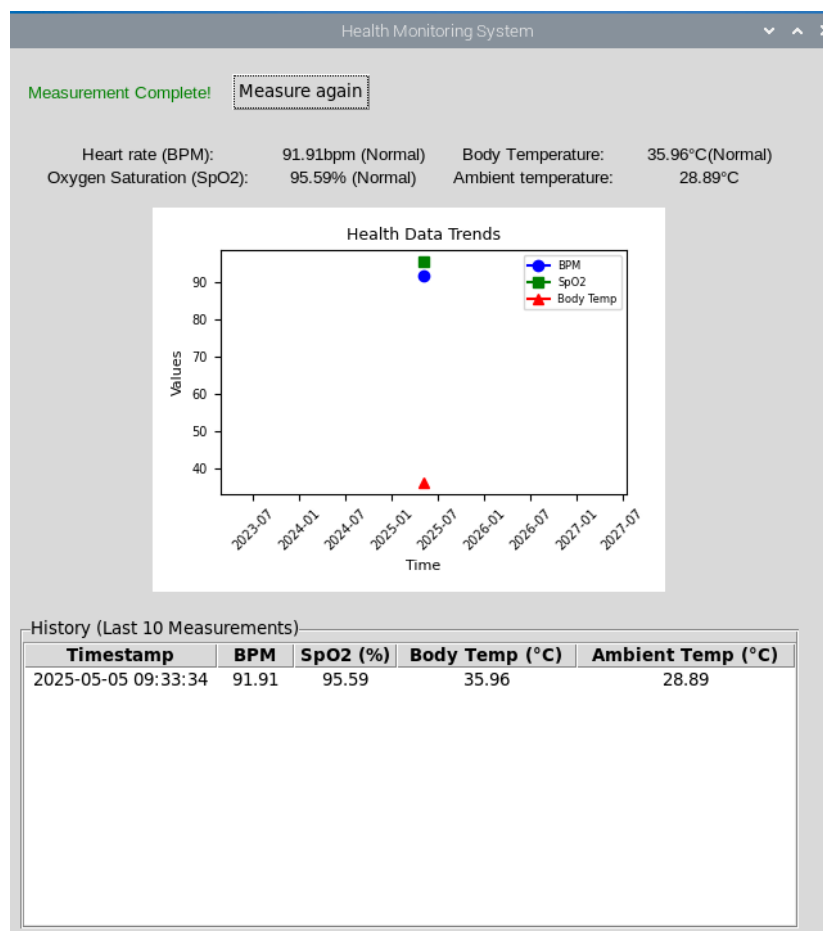 Health Monitoring System
Measurement Complete! Measure again
Heart rate (BPM): 91.91bpm (Normal) Body Temperature: 35.96°C(Normal)
Oxygen Saturation (SpO2): 95.59% (Normal) Ambient temperature: 28.89°C
Health Data Trends
BPM
SpO2
Body Temp
Values
90
80
70
60
50
40
2023-07 2024-01 2024-07 2025-01 2025-07 2026-01 2026-07 2027-01 2027-07
Time
History (Last 10 Measurements)
Timestamp BPM SpO2 (%) Body Temp (°C) Ambient Temp (°C)
2025-05-05 09:33:34 91.91 95.59 35.96 28.89